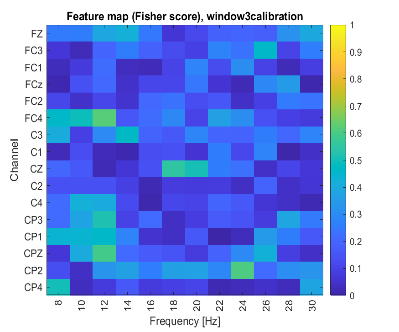 Feature map (Fisher score), window3calibration
FZ
FC3
FC1
FCz
FC2
FC4
C3
C1
CZ
C2
C4
CP3
CP1
CPZ
CP2
CP4
Channel
8 10 12 14 16 18 20 22 24 26 28 30
Frequency [Hz]
1
0.9
0.8
0.7
0.6
0.5
0.4
0.3
0.2
0.1
0